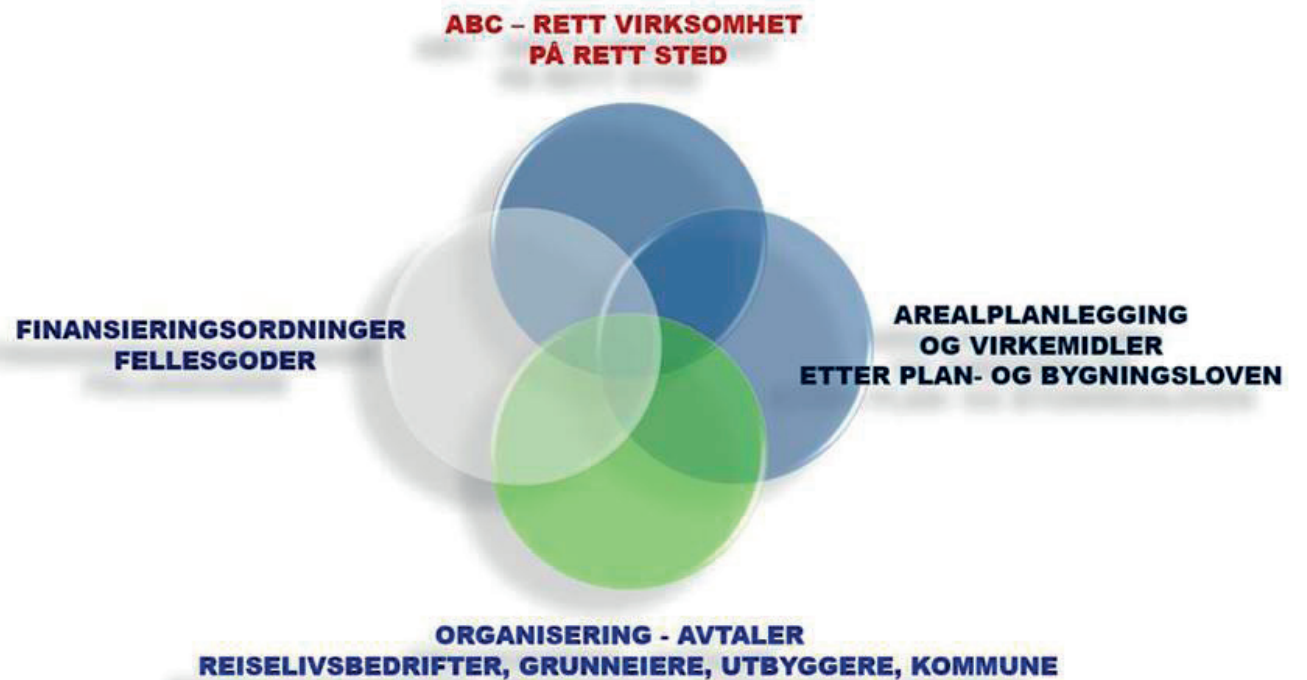 ABC – RETT VIRKSOMHET
PÅ RETT STED
FINANSIERINGSORDNINGER
FELLESGODER
AREALPLANLEGGING
OG VIRKEMIDLER
ETTER PLAN- OG BYGNINGSLOVEN
ORGANISERING - AVTALER
REISELIVSBEDRIFTER, GRUNNEIERE, UTBYGGERE, KOMMUNE